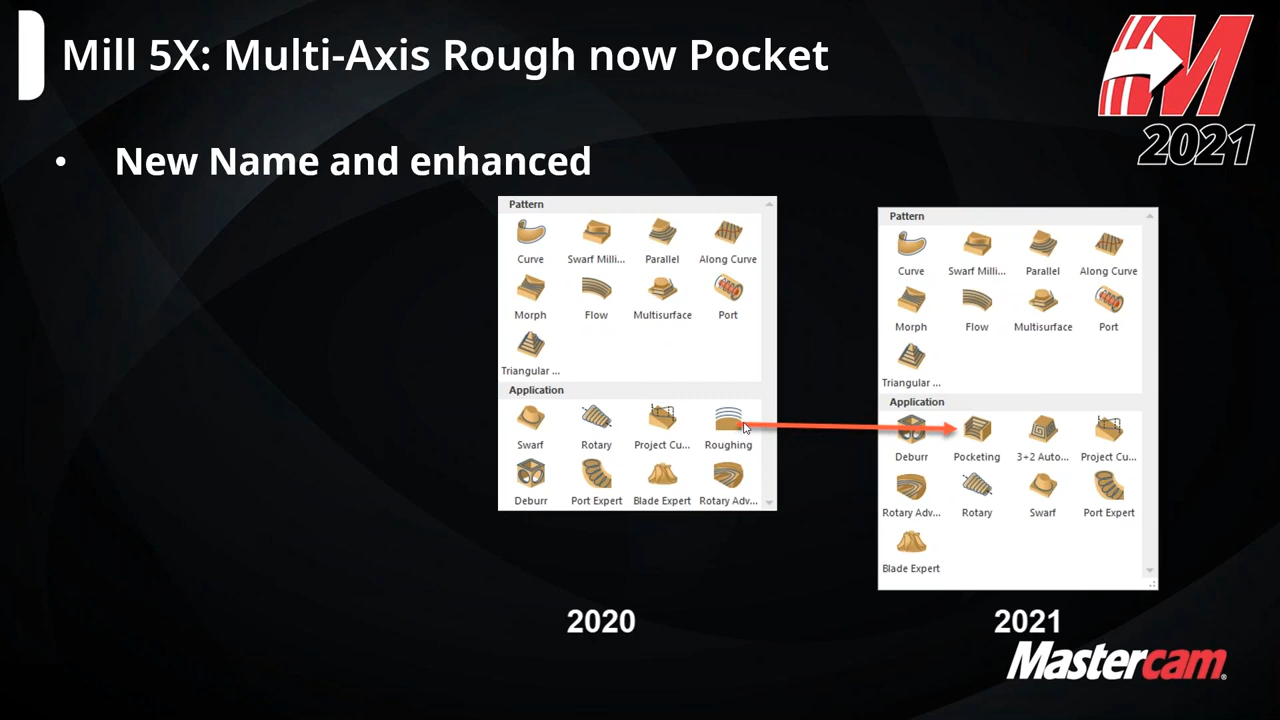 Mill 5X: Multi-Axis Rough now Pocket
2021
• New Name and enhanced
Pattern
Curve Swarf Milli... Parallel Along Curve
Morph Flow Multisurface Port
Triangular ...
Application
Swarf Rotary Project Cu... Roughing
Deburr Port Expert Blade Expert Rotary Adv...
2020
Pattern
Curve Swarf Milli... Parallel Along Curve
Morph Flow Multisurface Port
Triangular ...
Application
Deburr Pocketing 3+2 Auto... Project Cu...
Rotary Adv... Rotary Swarf Port Expert
Blade Expert
2021
Mastercam®